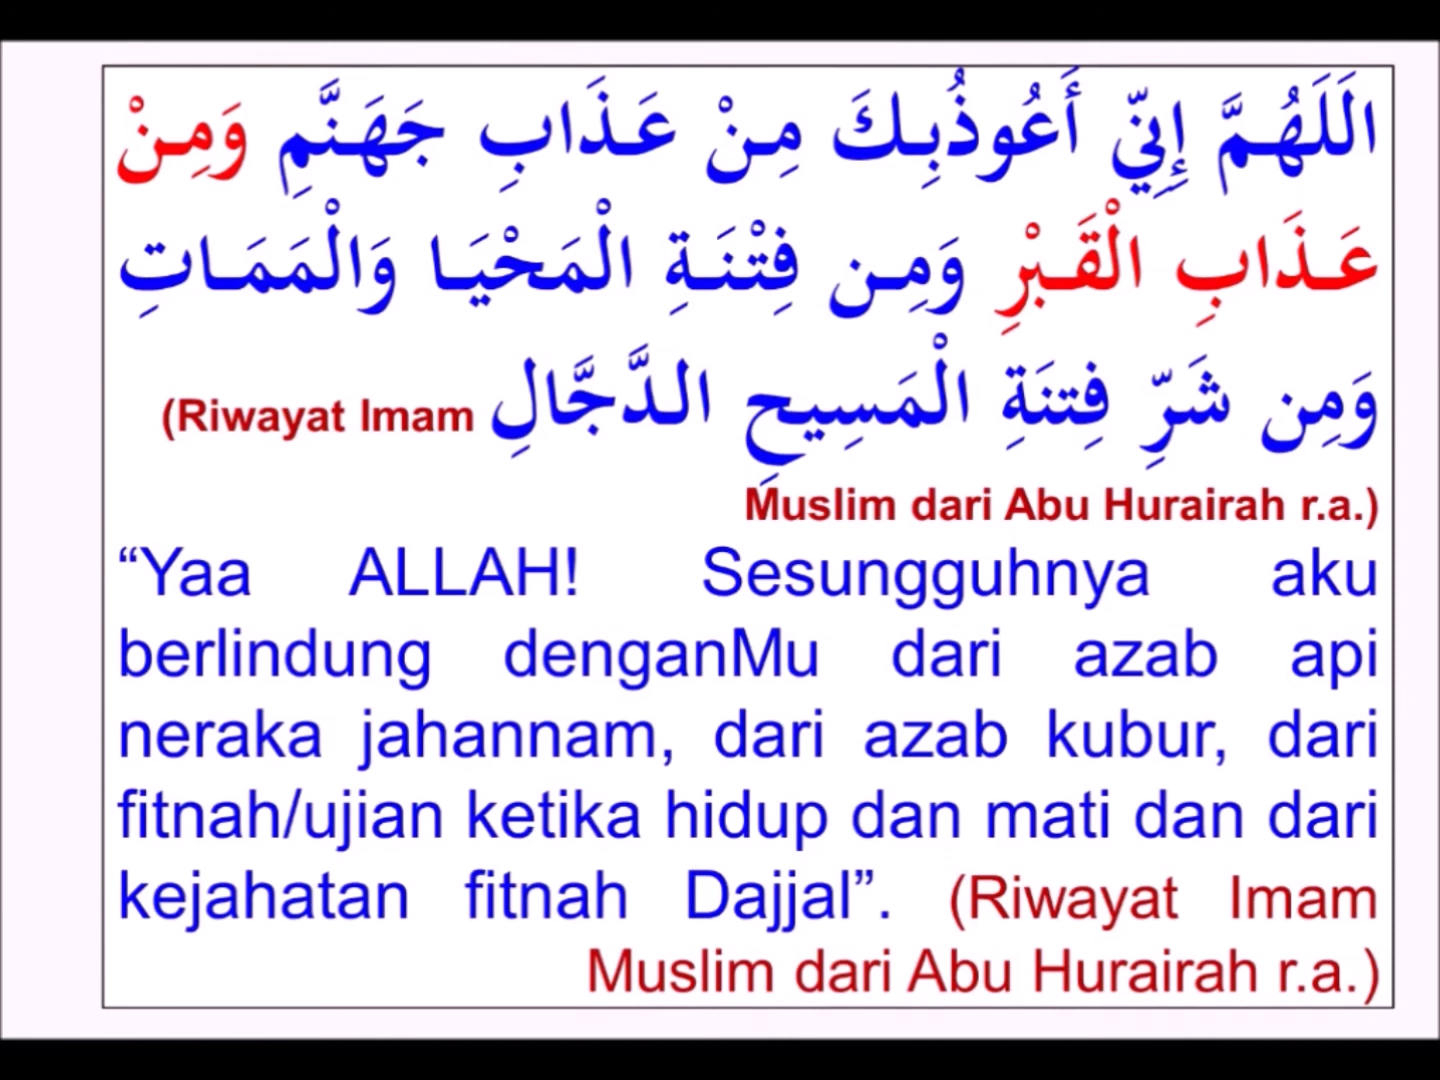 الَلَهُمَّ إِنِّي أَعُوذُبِكَ مِنْ عَذَابِ جَهَنَّمِ وَمِنْ
عَذَابِ الْقَبْرِ وَمِن فِتْنَةِ الْمَحْيَا وَالْمَمَاتِ
وَمِن شَرِّ فِتنَةِ الْمَسِيحِ الدَّجَّالِ (Riwayat Imam
Muslim dari Abu Hurairah r.a.)
“Yaa ALLAH! Sesungguhnya aku
berlindung denganMu dari azab api
neraka jahannam, dari azab kubur, dari
fitnah/ujian ketika hidup dan mati dan dari
kejahatan fitnah Dajjal”. (Riwayat Imam
Muslim dari Abu Hurairah r.a.)